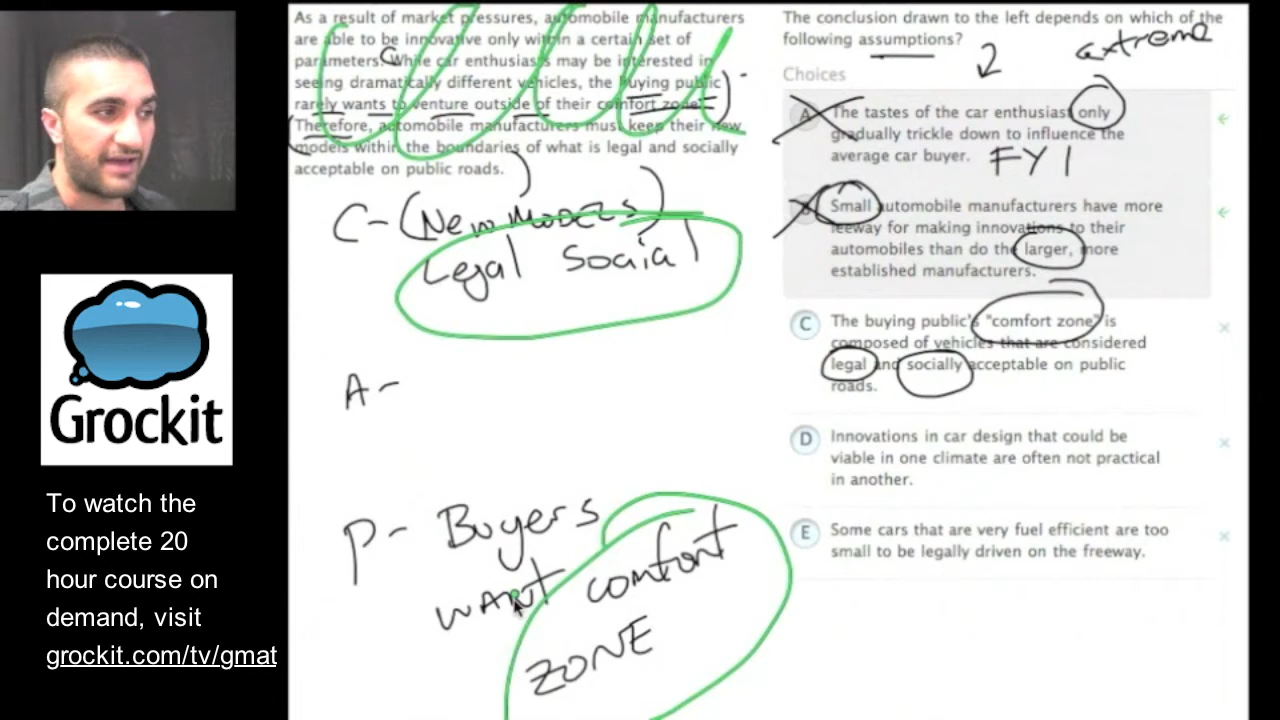 As a result of market pressures, automobile manufacturers
are able to be innovative only within a certain set of
parameters. While car enthusiasts may be interested in
seeing dramatically different vehicles, the buying public
rarely wants to venture outside of their comfort zone.
Therefore, automobile manufacturers must keep their new
models within the boundaries of what is legal and socially
acceptable on public roads.
C - (New Models)
Legal Social
A -
P - Buyers
WANT comfort
ZONE
The conclusion drawn to the left depends on which of the
following assumptions?
extreme
Choices
A The tastes of the car enthusiast only
gradually trickle down to influence the
average car buyer.
FYI
B Small automobile manufacturers have more
leeway for making innovations to their
automobiles than do the larger, more
established manufacturers.
C The buying public's "comfort zone" is
composed of vehicles that are considered
legal and socially acceptable on public
roads.
D Innovations in car design that could be
viable in one climate are often not practical
in another.
E Some cars that are very fuel efficient are too
small to be legally driven on the freeway.
Grockit
To watch the
complete 20
hour course on
demand, visit
grockit.com/tv/gmat